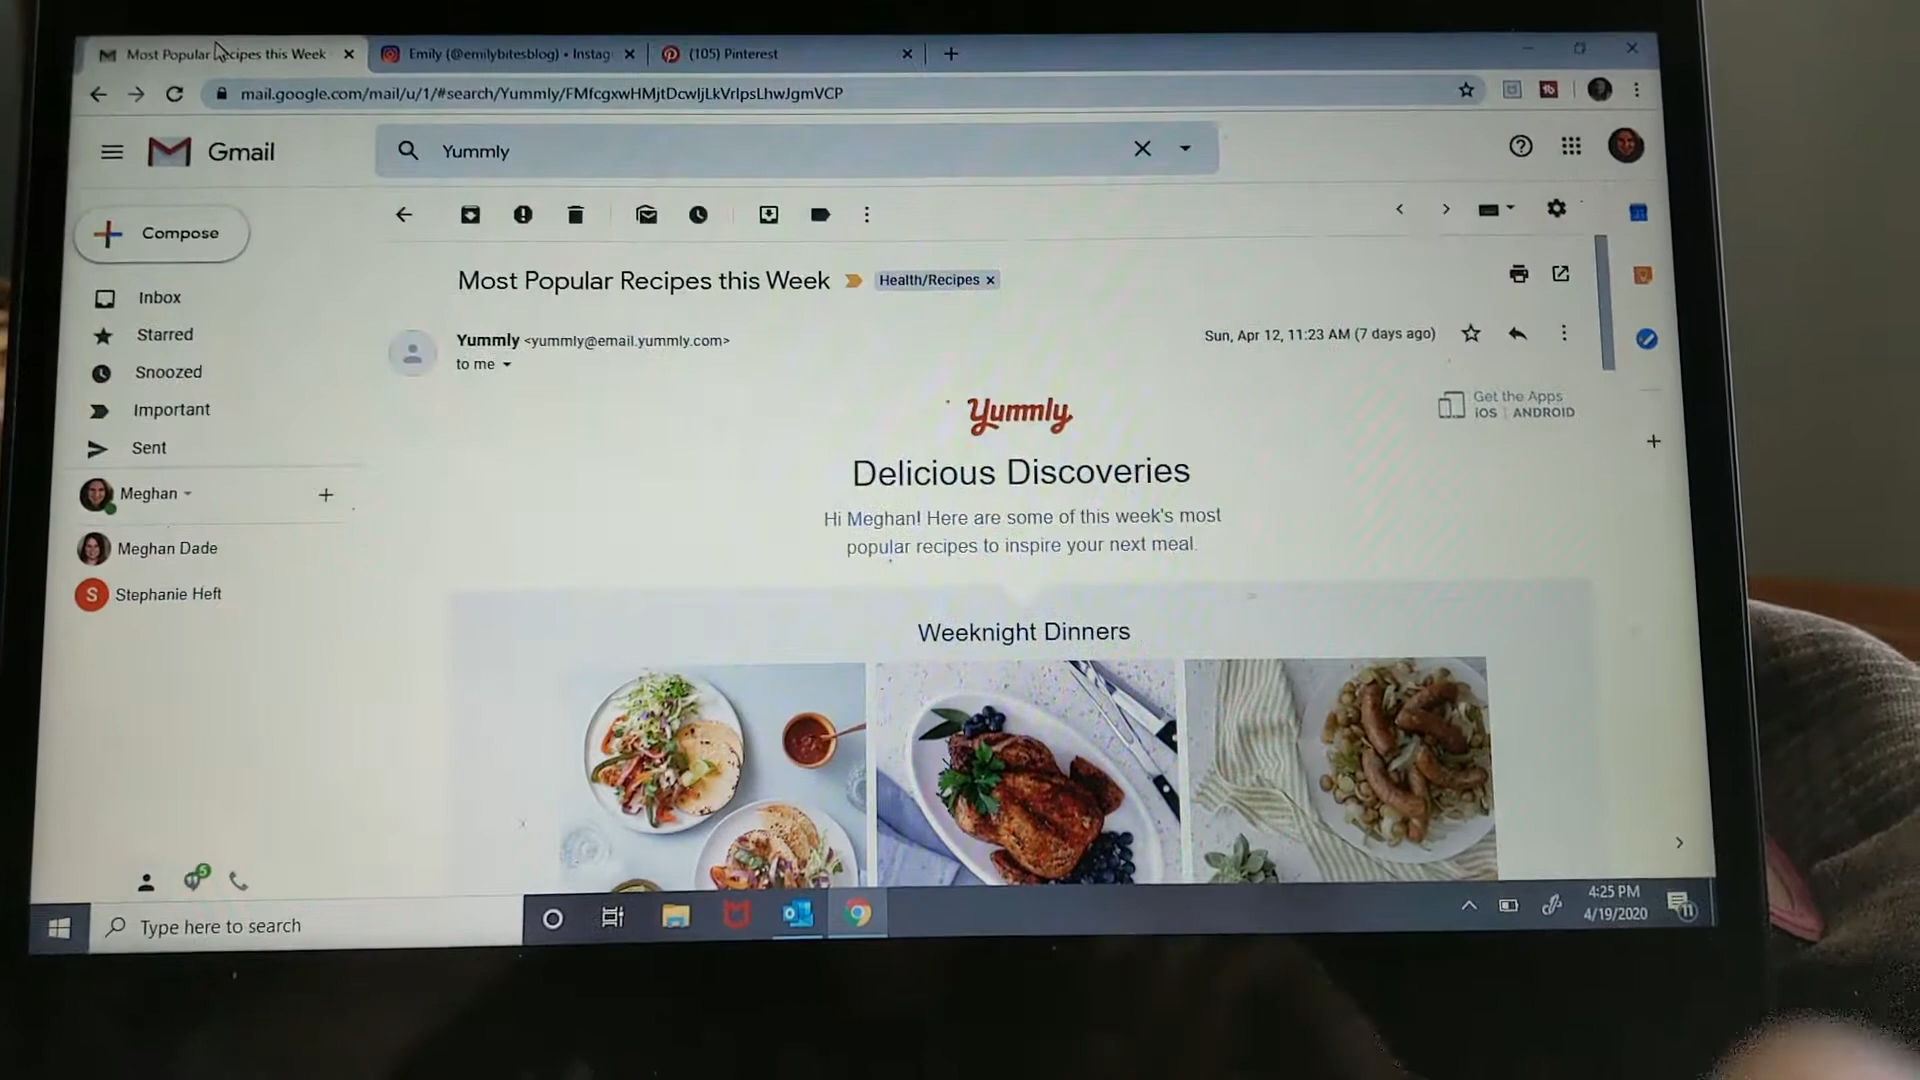 Most Popular Recipes this Week
Emily (@emilybitesblog) • Instag
(105) Pinterest
mail.google.com/mail/u/1/#search/Yummly/FMfcgxwHMjtDcwljLkVrlpsLhwJgmVCP
Gmail
Yummly
Compose
Most Popular Recipes this Week
Health/Recipes x
Inbox
Starred
Snoozed
Important
Sent
Meghan
Meghan Dade
S
Stephanie Heft
Yummly <yummly@email.yummly.com>
to me
Sun, Apr 12, 11:23 AM (7 days ago)
Yummly
Get the Apps
iOS | ANDROID
Delicious Discoveries
Hi Meghan! Here are some of this week's most
popular recipes to inspire your next meal.
Weeknight Dinners
5
Type here to search
4:25 PM
4/19/2020
11